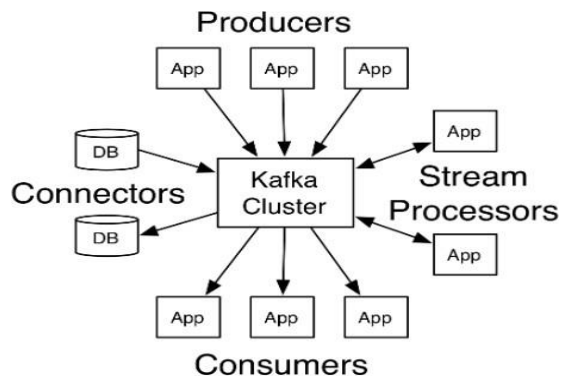 Producers
App
App
App
DB
Connectors
DB
Kafka
Cluster
App
Stream
Processors
App
App
App
App
Consumers